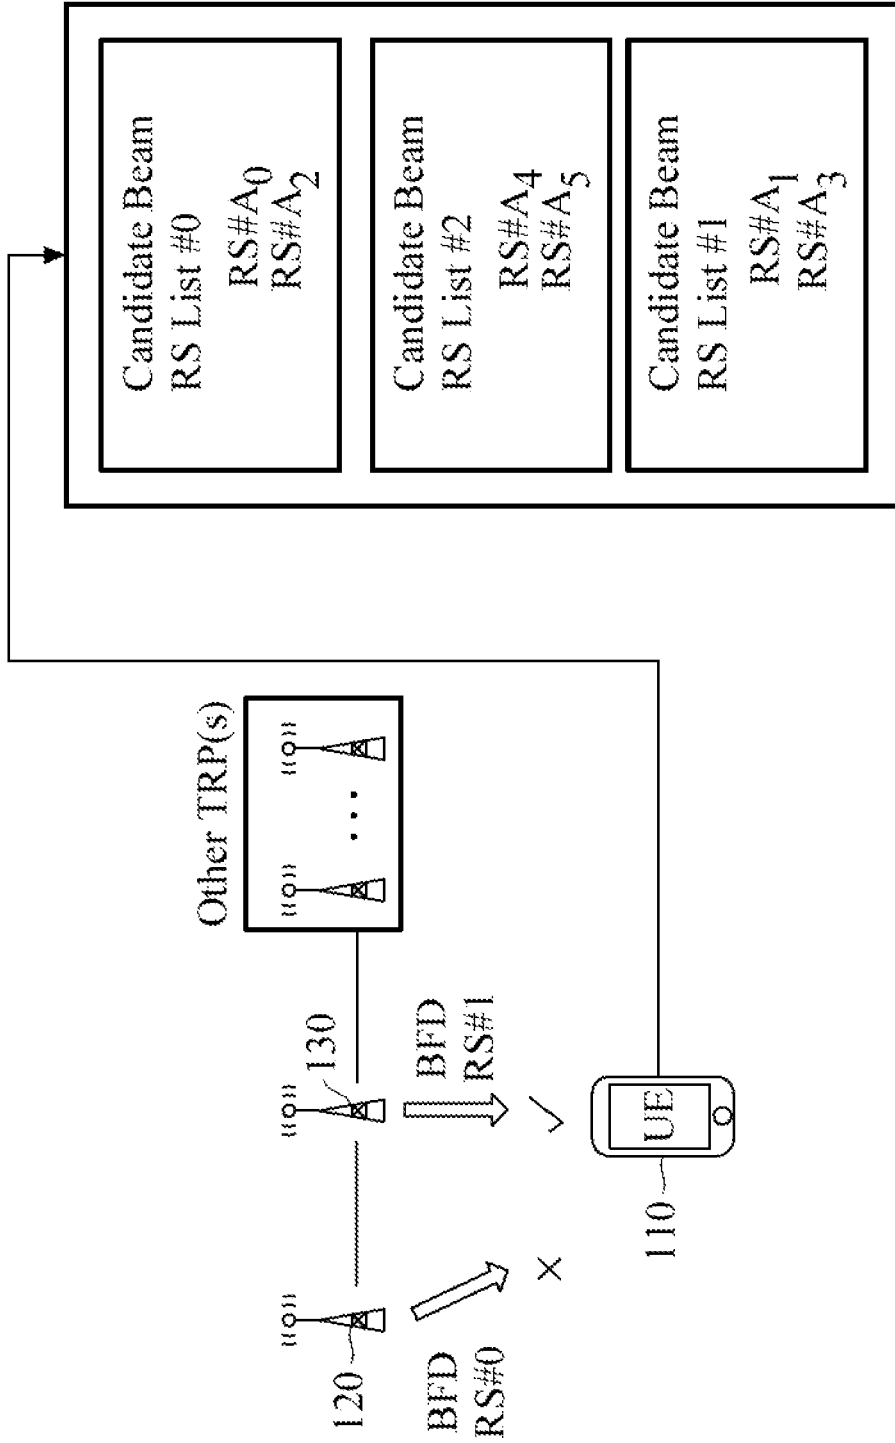 Other TRP(s)
...
120
130
BFD
RS#0
BFD
RS#1
×
✓
UE
110
Candidate Beam
RS List #0
RS#A0
RS#A2
Candidate Beam
RS List #2
RS#A4
RS#A5
Candidate Beam
RS List #1
RS#A1
RS#A3